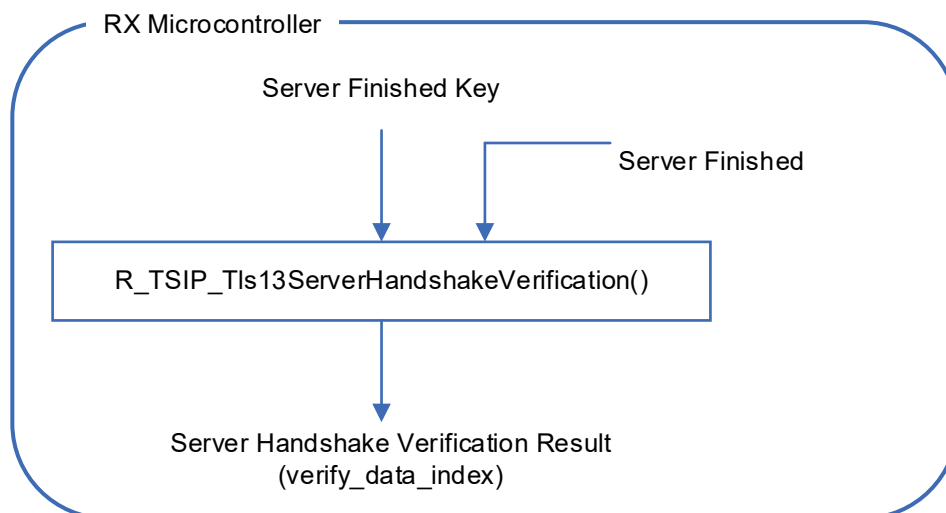 RX Microcontroller
Server Finished Key
Server Finished
R_TSIP_Tls13ServerHandshakeVerification()
Server Handshake Verification Result
(verify_data_index)